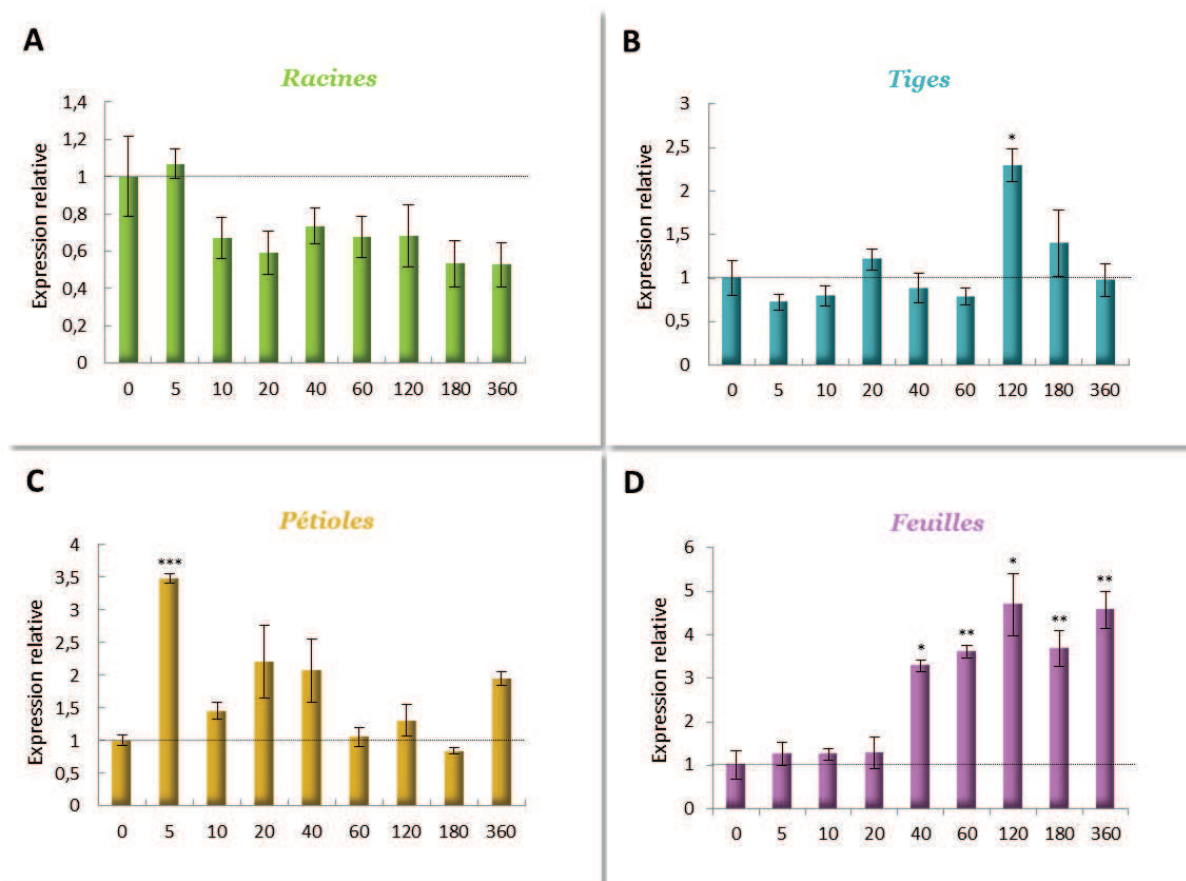 A
Racines
Expression relative
1,4
1,2
1
0,8
0,6
0,4
0,2
0
0 5 10 20 40 60 120 180 360
B
Tiges
Expression relative
3
2,5
2
1,5
1
0,5
0
*
0 5 10 20 40 60 120 180 360
C
Pétioles
Expression relative
4
3,5
3
2,5
2
1,5
1
0,5
0
***
0 5 10 20 40 60 120 180 360
D
Feuilles
Expression relative
6
5
4
3
2
1
0
* ** * ** **
0 5 10 20 40 60 120 180 360